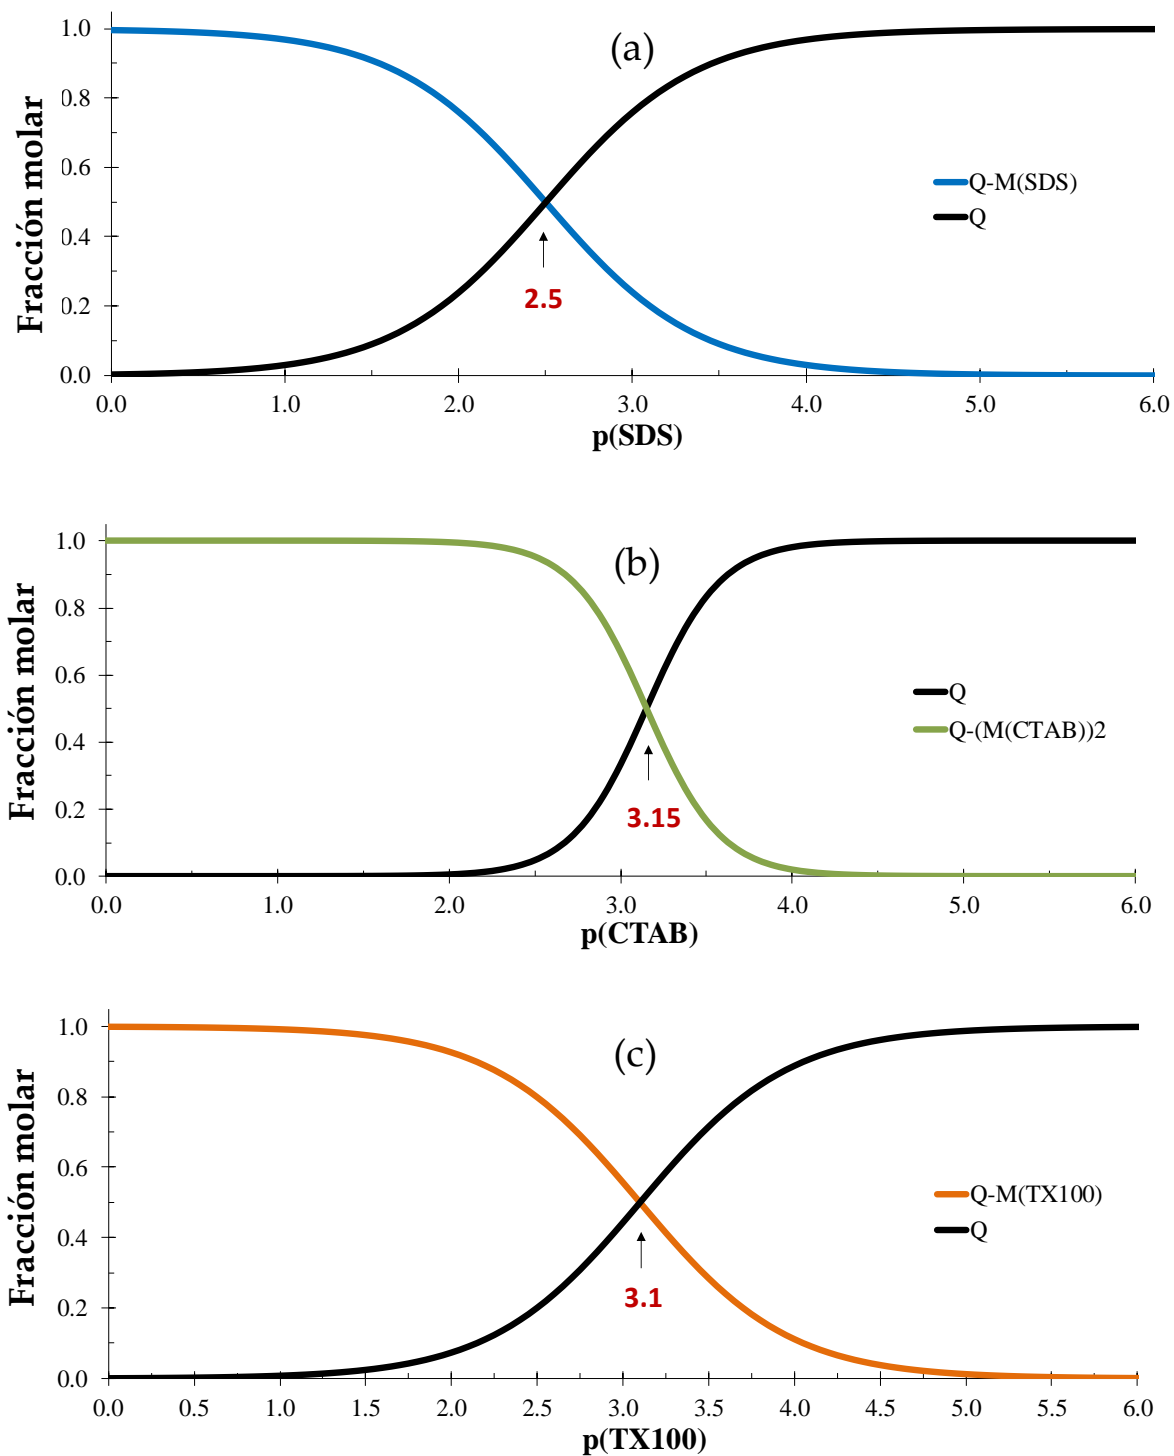 (a)
Fracción molar
1.0
0.8
0.6
0.4
0.2
0.0
Q-M(SDS)
Q
2.5
0.0 1.0 2.0 3.0 4.0 5.0 6.0
p(SDS)
(b)
Fracción molar
1.0
0.8
0.6
0.4
0.2
0.0
Q
Q-(M(CTAB))2
3.15
0.0 1.0 2.0 3.0 4.0 5.0 6.0
p(CTAB)
(c)
Fracción molar
1.0
0.8
0.6
0.4
0.2
0.0
Q-M(TX100)
Q
3.1
0.0 0.5 1.0 1.5 2.0 2.5 3.0 3.5 4.0 4.5 5.0 5.5 6.0
p(TX100)